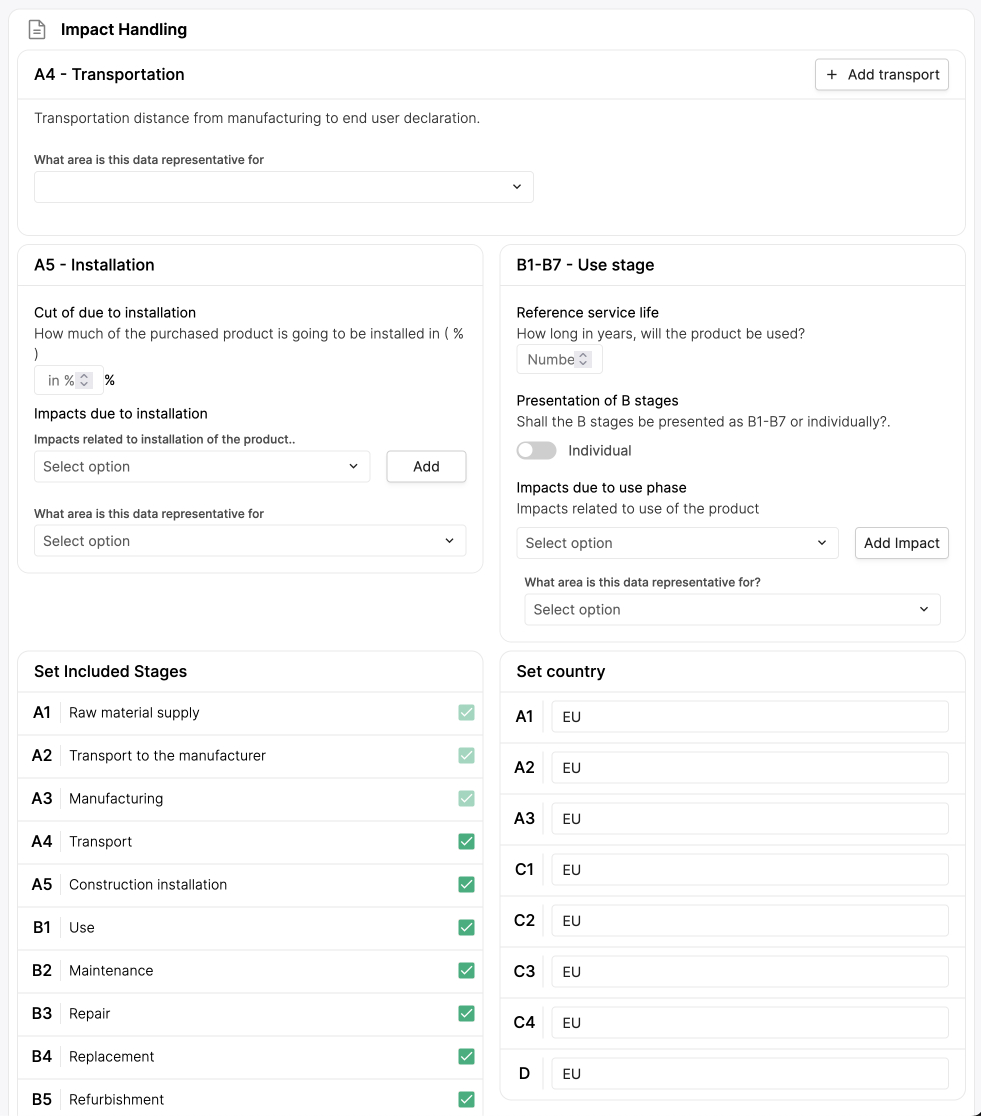 Impact Handling
A4 - Transportation
+ Add transport
Transportation distance from manufacturing to end user declaration.
What area is this data representative for
A5 - Installation
Cut of due to installation
How much of the purchased product is going to be installed in ( %
)
in % %
Impacts due to installation
Impacts related to installation of the product..
Select option
Add
What area is this data representative for
Select option
B1-B7 - Use stage
Reference service life
How long in years, will the product be used?
Numbe
Presentation of B stages
Shall the B stages be presented as B1-B7 or individually?.
Individual
Impacts due to use phase
Impacts related to use of the product
Select option
Add Impact
What area is this data representative for?
Select option
Set Included Stages
A1 Raw material supply
A2 Transport to the manufacturer
A3 Manufacturing
A4 Transport
A5 Construction installation
B1 Use
B2 Maintenance
B3 Repair
B4 Replacement
B5 Refurbishment
Set country
A1 EU
A2 EU
A3 EU
C1 EU
C2 EU
C3 EU
C4 EU
D EU